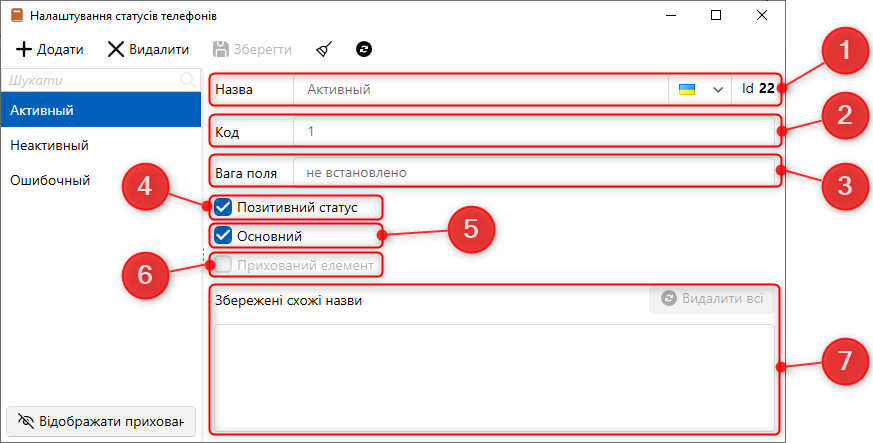 Налаштування статусів телефонів
Додати Видалити Зберегти
Шукати
Активный
Неактивный
Ошибочный
Відображати прихован
Назва Активный Id 22
Код 1
Вага поля не встановлено
Позитивний статус
Основний
Прихований елемент
Збережені схожі назви Видалити всі
1
2
3
4
5
6
7